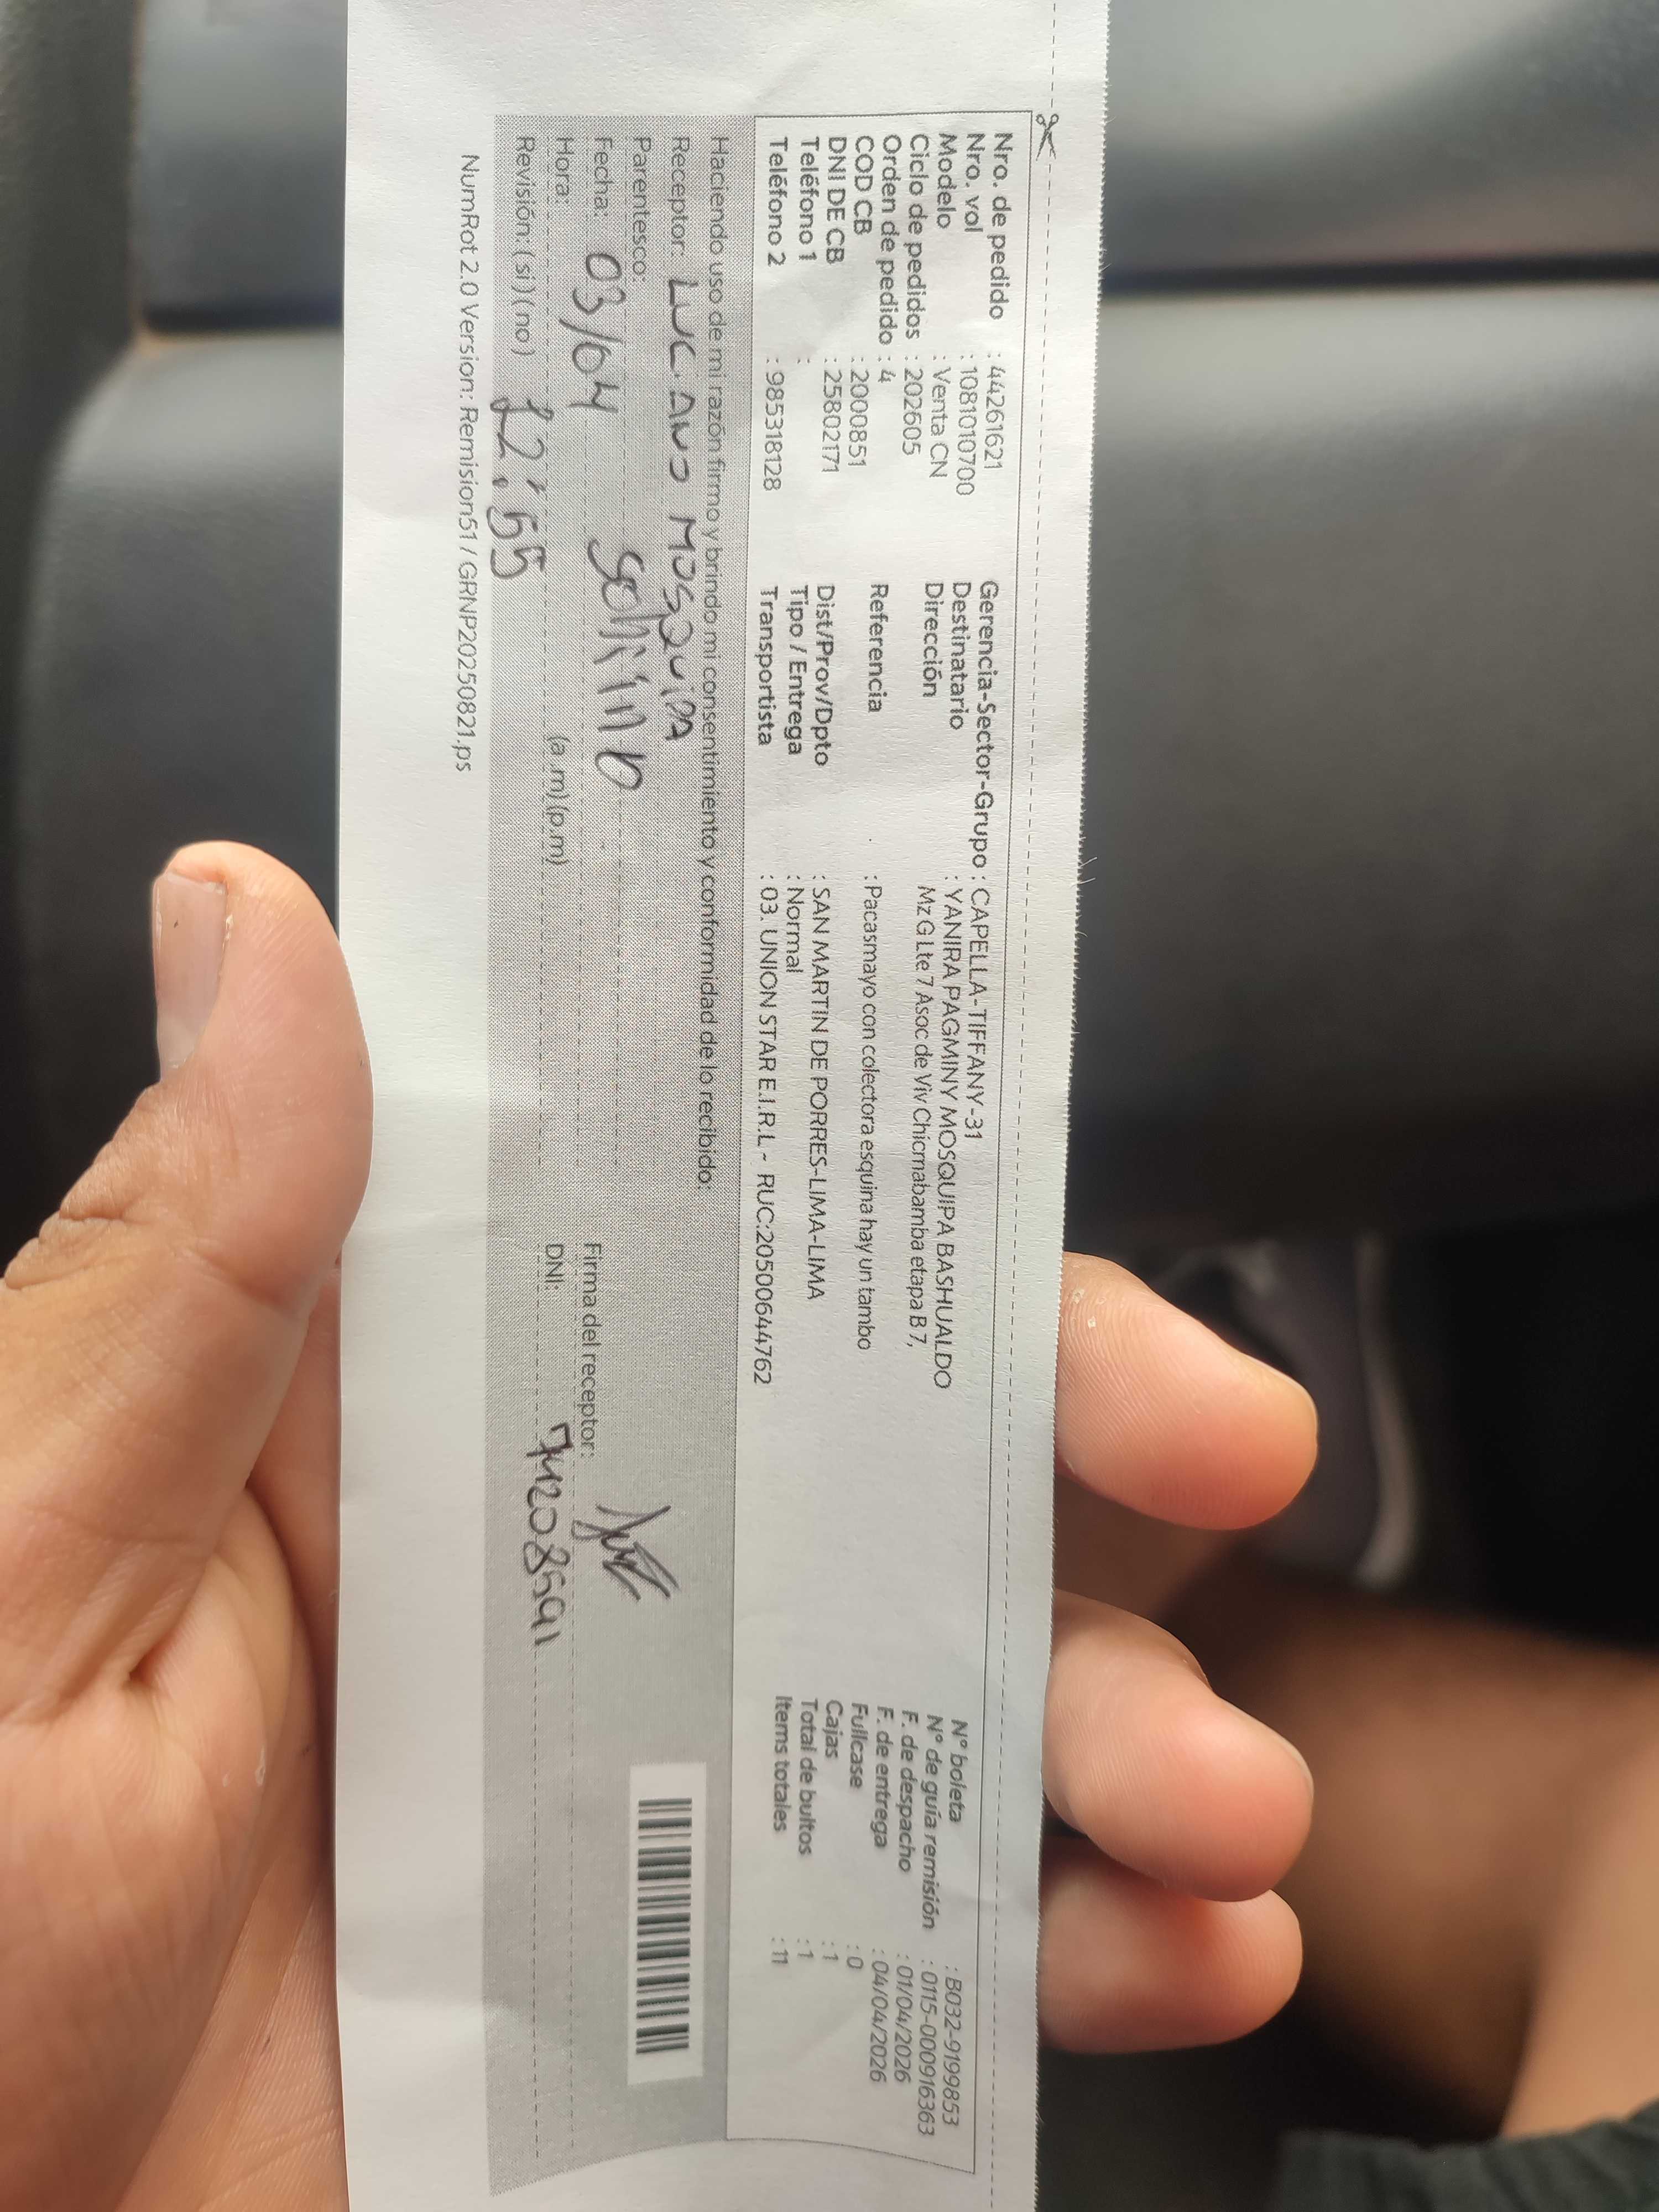 Nro. de pedido : 44261621
Nro. vol : 1081010700
Modelo : Venta CN
Ciclo de pedidos : 202605
Orden de pedido : 4
COD CB : 2000851
DNI DE CB : 25802171
Teléfono 1 :
Teléfono 2 : 985318128
Gerencia-Sector-Grupo : CAPELLA-TIFFANY-31
Destinatario : YANIRA PAGMINY MOSQUIPA BASHUALDO
Dirección Mz G Lte 7 Asoc de Viv Chicmabamba etapa B 7,
Referencia : Pacasmayo con colectora esquina hay un tambo
Dist/Prov/Dpto : SAN MARTIN DE PORRES-LIMA-LIMA
Tipo / Entrega : Normal
Transportista : 03. UNION STAR E.I.R.L - RUC:20500644762
N° boleta : B032-9199853
N° de guía remisión : 0115-000916363
F. de despacho : 01/04/2026
F. de entrega : 04/04/2026
Fullcase : 0
Cajas : 1
Total de bultos : 1
Items totales : 11
Haciendo uso de mi razón firmo y brindo mi consentimiento y conformidad de lo recibido:
Receptor: LUCIANO MOSQUIPA
Parentesco: Sobrino
Fecha: 03/04
Hora: 12:55 (a.m) (p.m)
Revisión: (si) (no)
Firma del receptor:
DNI: 74208591
NumRot 2.0 Version: Remision51 / GRNP20250821.ps